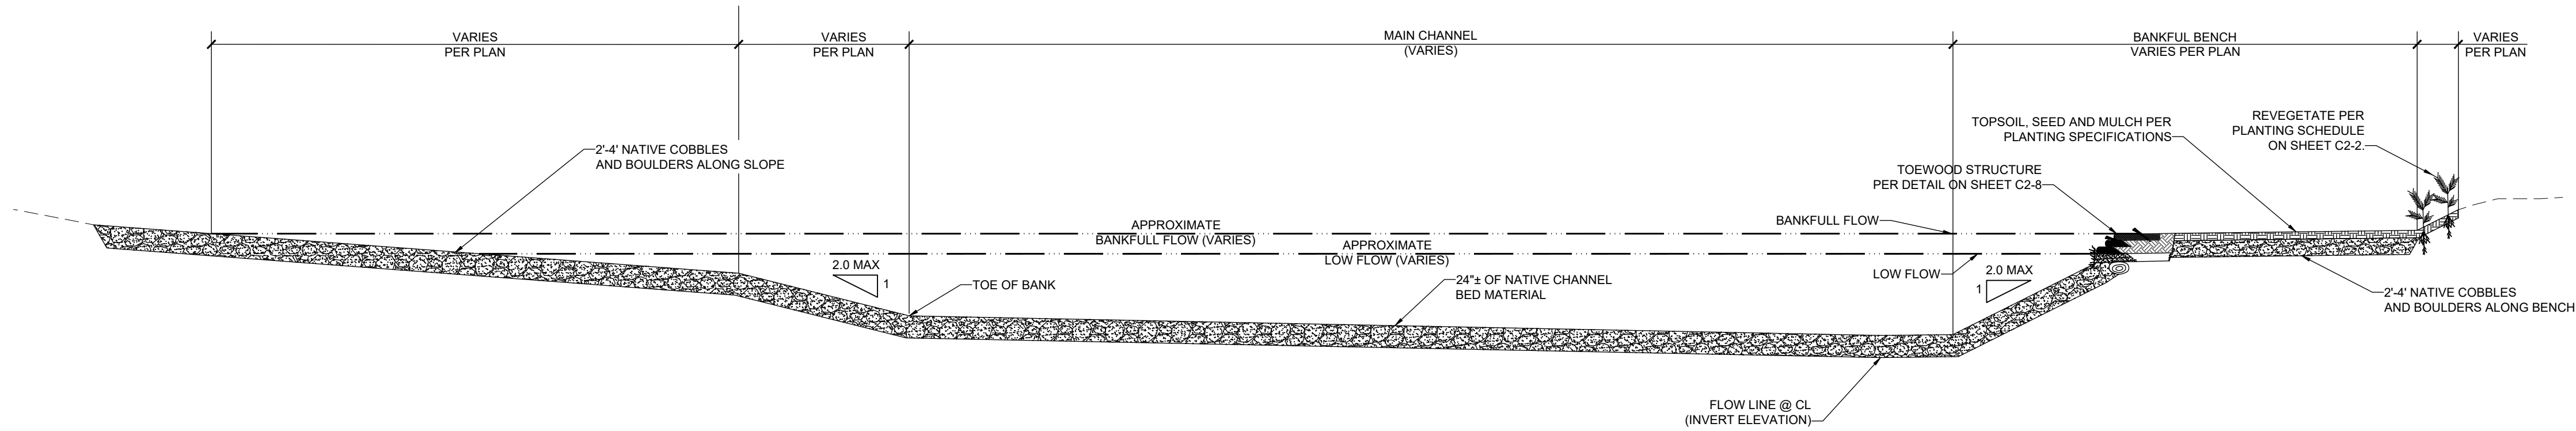 VARIES
PER PLAN
VARIES
PER PLAN
MAIN CHANNEL
(VARIES)
BANKFUL BENCH
VARIES PER PLAN
VARIES
PER PLAN
2'-4' NATIVE COBBLES
AND BOULDERS ALONG SLOPE
TOPSOIL, SEED AND MULCH PER
PLANTING SPECIFICATIONS
REVEGETATE PER
PLANTING SCHEDULE
ON SHEET C2-2.
TOEWOOD STRUCTURE
PER DETAIL ON SHEET C2-8
APPROXIMATE
BANKFULL FLOW (VARIES)
BANKFULL FLOW
APPROXIMATE
LOW FLOW (VARIES)
2.0 MAX
1
TOE OF BANK
24"± OF NATIVE CHANNEL
BED MATERIAL
LOW FLOW
2.0 MAX
1
2'-4' NATIVE COBBLES
AND BOULDERS ALONG BENCH
FLOW LINE @ CL
(INVERT ELEVATION)